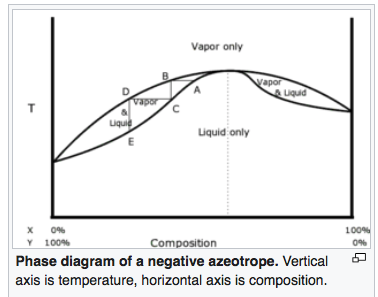 Vapor only
B
D
A
Vapor
& Liquid
Vapor
C
&
Liquid
E
Liquid only
T
X 0% 100%
Y 100% Composition 0%
Phase diagram of a negative azeotrope. Vertical
axis is temperature, horizontal axis is composition.